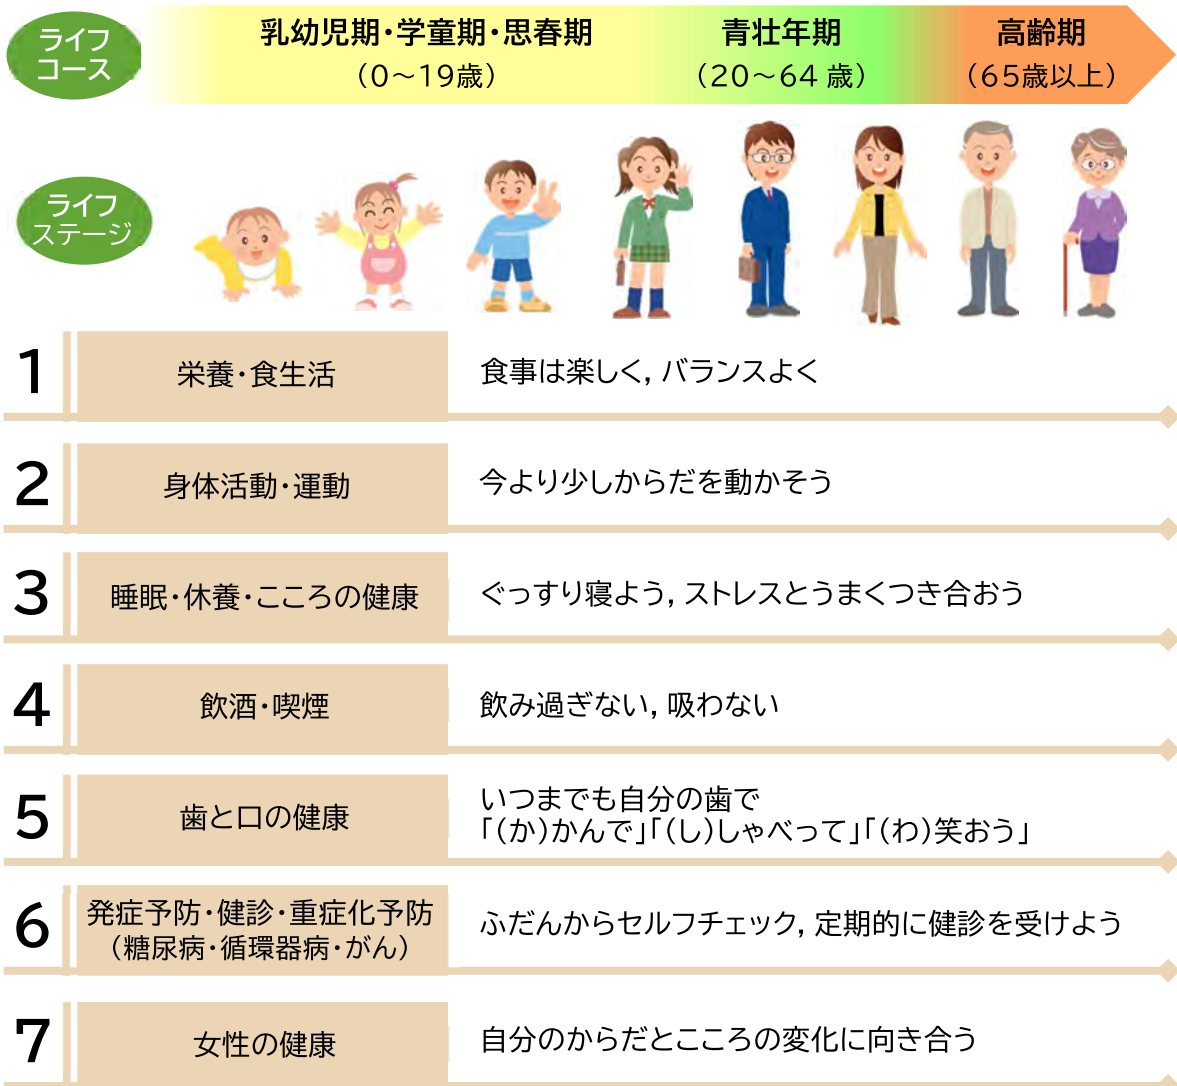 ライフ
コース
乳幼児期・学童期・思春期
（0～19歳）
青壮年期
（20～64 歳）
高齢期
（65歳以上）
ライフ
ステージ
1
栄養・食生活
食事は楽しく，バランスよく
2
身体活動・運動
今より少しからだを動かそう
3
睡眠・休養・こころの健康
ぐっすり寝よう，ストレスとうまくつき合おう
4
飲酒・喫煙
飲み過ぎない，吸わない
5
歯と口の健康
いつまでも自分の歯で
「（か）かんで」「（し）しゃべって」「（わ）笑おう」
6
発症予防・健診・重症化予防
（糖尿病・循環器病・がん）
ふだんからセルフチェック，定期的に健診を受けよう
7
女性の健康
自分のからだとこころの変化に向き合う